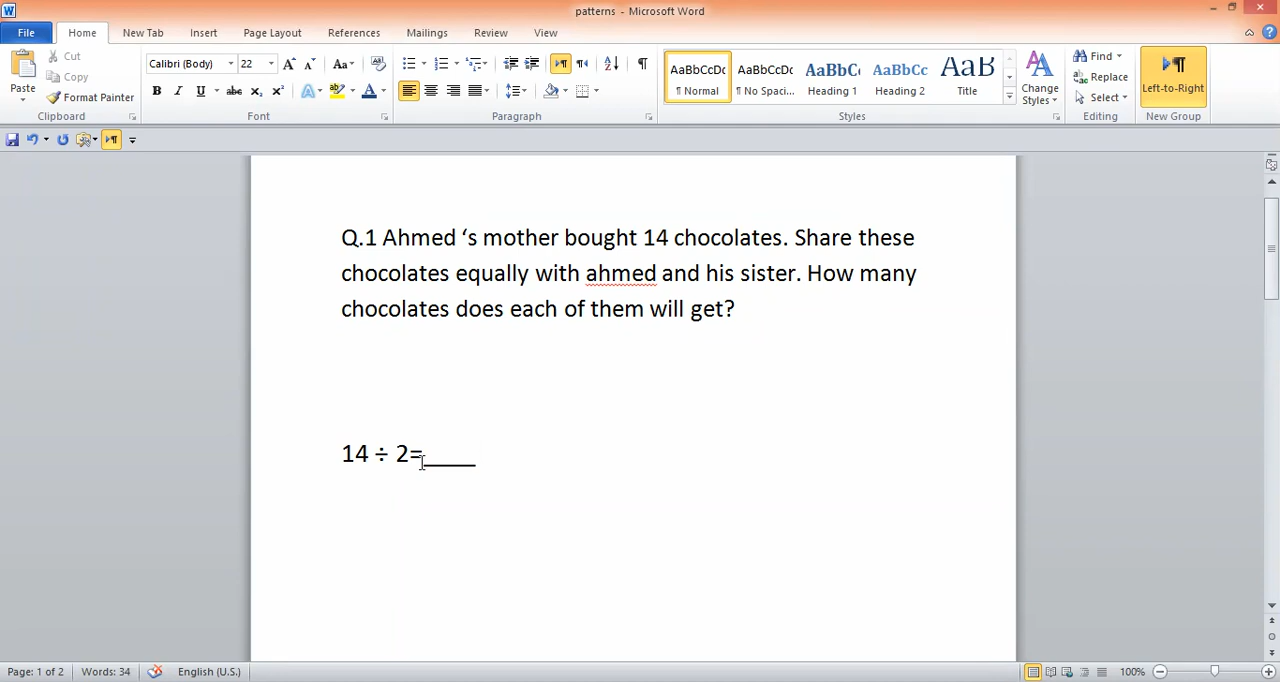 patterns - Microsoft Word
File Home New Tab Insert Page Layout References Mailings Review View
Cut
Copy
Format Painter
Paste
Clipboard
Calibri (Body) 22
Font
Paragraph
AaBbCcDc AaBbCcDc AaBbC AaBbCc AaB
¶ Normal ¶ No Spaci... Heading 1 Heading 2 Title
Change
Styles
Styles
Find
Replace
Select
Editing
Left-to-Right
New Group
Q.1 Ahmed ‘s mother bought 14 chocolates. Share these
chocolates equally with ahmed and his sister. How many
chocolates does each of them will get?
14 ÷ 2=____
Page: 1 of 2 Words: 34 English (U.S.) 100%